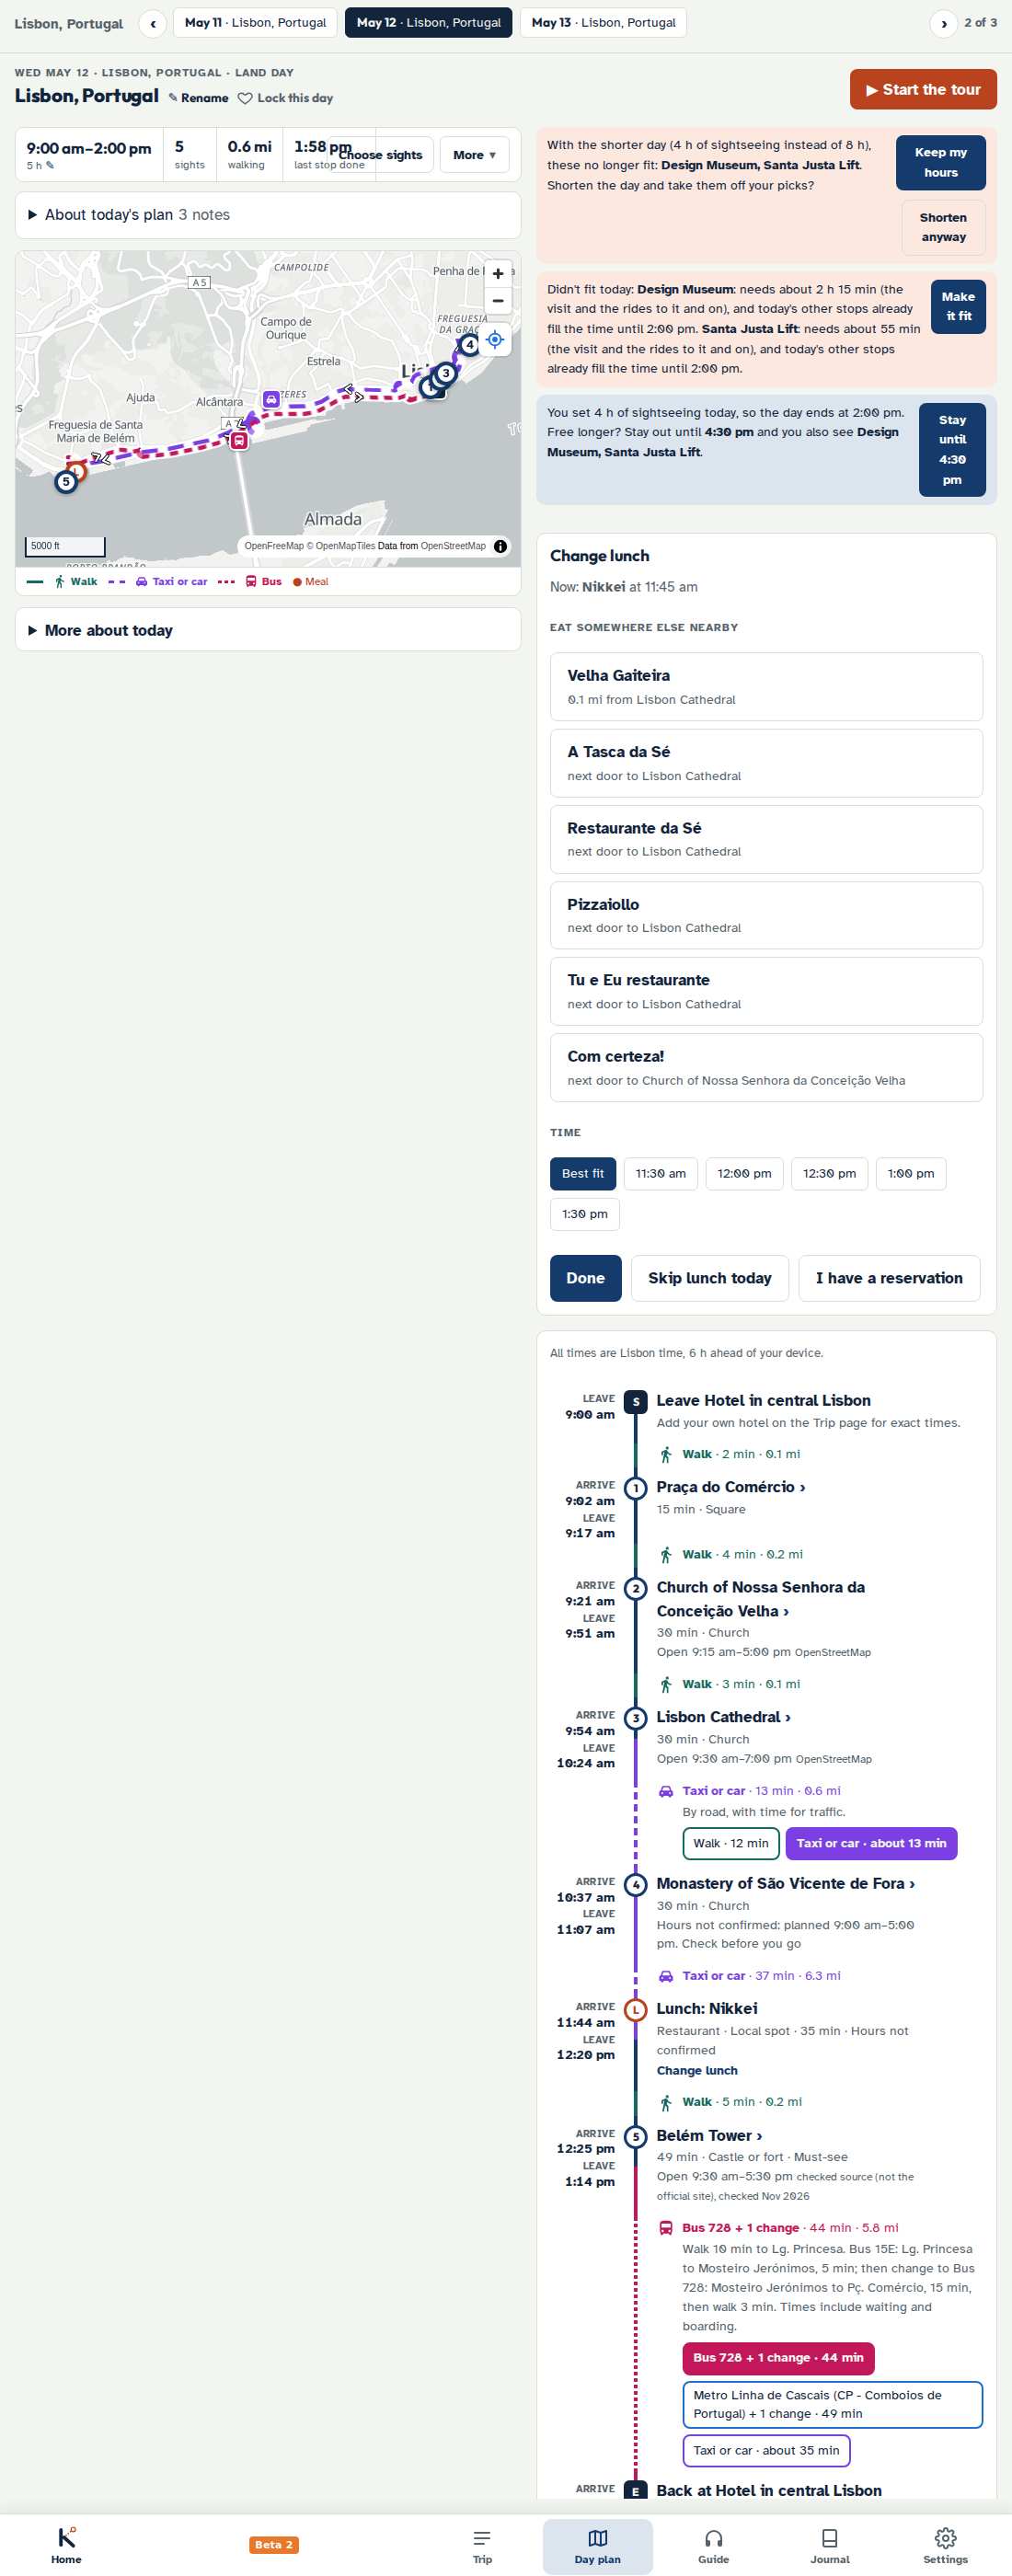 Lisbon, Portugal
‹
May 11 · Lisbon, Portugal
May 12 · Lisbon, Portugal
May 13 · Lisbon, Portugal
›
2 of 3
WED MAY 12 · LISBON, PORTUGAL · LAND DAY
Lisbon, Portugal
✎ Rename
Lock this day
▶ Start the tour
9:00 am–2:00 pm
5 h ✎
5
sights
0.6 mi
walking
1:58 pm
last stop done
Choose sights
More ▾
▶ About today's plan 3 notes
CAMPOLIDE
A 5
Campo de
Ourique
FREGUESIA
Estrela
Ajuda
Alcântara
Freguesia de Santa
Maria de Belém
Almada
+
−
1
3
4
5
5000 ft
OpenFreeMap © OpenMapTiles Data from OpenStreetMap
Walk
Taxi or car
Bus
Meal
▶ More about today
With the shorter day (4 h of sightseeing instead of 8 h),
these no longer fit: Design Museum, Santa Justa Lift.
Shorten the day and take them off your picks?
Keep my
hours
Shorten
anyway
Didn't fit today: Design Museum: needs about 2 h 15 min (the
visit and the rides to it and on), and today's other stops already
fill the time until 2:00 pm. Santa Justa Lift: needs about 55 min
(the visit and the rides to it and on), and today's other stops
already fill the time until 2:00 pm.
Make
it fit
You set 4 h of sightseeing today, so the day ends at 2:00 pm.
Free longer? Stay out until 4:30 pm and you also see Design
Museum, Santa Justa Lift.
Stay
until
4:30
pm
Change lunch
Now: Nikkei at 11:45 am
EAT SOMEWHERE ELSE NEARBY
Velha Gaiteira
0.1 mi from Lisbon Cathedral
A Tasca da Sé
next door to Lisbon Cathedral
Restaurante da Sé
next door to Lisbon Cathedral
Pizzaiollo
next door to Lisbon Cathedral
Tu e Eu restaurante
next door to Lisbon Cathedral
Com certeza!
next door to Church of Nossa Senhora da Conceição Velha
TIME
Best fit
11:30 am
12:00 pm
12:30 pm
1:00 pm
1:30 pm
Done
Skip lunch today
I have a reservation
All times are Lisbon time, 6 h ahead of your device.
LEAVE
9:00 am
S
Leave Hotel in central Lisbon
Add your own hotel on the Trip page for exact times.
Walk · 2 min · 0.1 mi
ARRIVE
9:02 am
LEAVE
9:17 am
1
Praça do Comércio ›
15 min · Square
Walk · 4 min · 0.2 mi
ARRIVE
9:21 am
LEAVE
9:51 am
2
Church of Nossa Senhora da
Conceição Velha ›
30 min · Church
Open 9:15 am–5:00 pm OpenStreetMap
Walk · 3 min · 0.1 mi
ARRIVE
9:54 am
LEAVE
10:24 am
3
Lisbon Cathedral ›
30 min · Church
Open 9:30 am–7:00 pm OpenStreetMap
Taxi or car · 13 min · 0.6 mi
By road, with time for traffic.
Walk · 12 min
Taxi or car · about 13 min
ARRIVE
10:37 am
LEAVE
11:07 am
4
Monastery of São Vicente de Fora ›
30 min · Church
Hours not confirmed: planned 9:00 am–5:00
pm. Check before you go
Taxi or car · 37 min · 6.3 mi
ARRIVE
11:44 am
LEAVE
12:20 pm
L
Lunch: Nikkei
Restaurant · Local spot · 35 min · Hours not
confirmed
Change lunch
Walk · 5 min · 0.2 mi
ARRIVE
12:25 pm
LEAVE
1:14 pm
5
Belém Tower ›
49 min · Castle or fort · Must-see
Open 9:30 am–5:30 pm checked source (not the
official site), checked Nov 2026
Bus 728 + 1 change · 44 min · 5.8 mi
Walk 10 min to Lg. Princesa. Bus 15E: Lg. Princesa
to Mosteiro Jerónimos, 5 min; then change to Bus
728: Mosteiro Jerónimos to Pç. Comércio, 15 min,
then walk 3 min. Times include waiting and
boarding.
Bus 728 + 1 change · 44 min
Metro Linha de Cascais (CP - Comboios de
Portugal) + 1 change · 49 min
Taxi or car · about 35 min
ARRIVE
E
Back at Hotel in central Lisbon
Home
Beta 2
Trip
Day plan
Guide
Journal
Settings